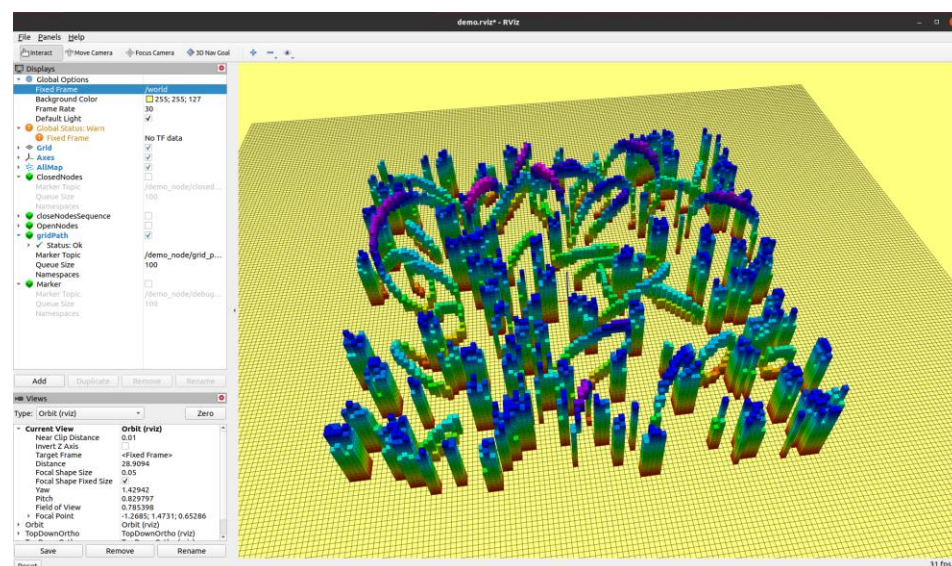 demo.rviz* - RViz
File Panels Help
Interact Move Camera Focus Camera 3D Nav Goal
Displays
Global Options
Fixed Frame /world
Background Color 255; 255; 127
Frame Rate 30
Default Light
Global Status: Warn
Fixed Frame No TF data
Grid
Axes
AllMap
ClosedNodes
Marker Topic /demo_node/closed...
Queue Size 100
Namespaces
closeNodesSequence
OpenNodes
gridPath
Status: Ok
Marker Topic /demo_node/grid_p...
Queue Size 100
Namespaces
Marker
Marker Topic /demo_node/debug...
Queue Size 100
Namespaces
Add Duplicate Remove Rename
Views
Type: Orbit (rviz) Zero
Current View Orbit (rviz)
Near Clip Distance 0.01
Invert Z Axis
Target Frame <Fixed Frame>
Distance 28.9094
Focal Shape Size 0.05
Focal Shape Fixed Size
Yaw 1.42942
Pitch 0.829797
Field of View 0.785398
Focal Point -1.2685; 1.4731; 0.65286
Orbit Orbit (rviz)
TopDownOrtho TopDownOrtho (rviz)
Save Remove Rename
Reset 31 fps